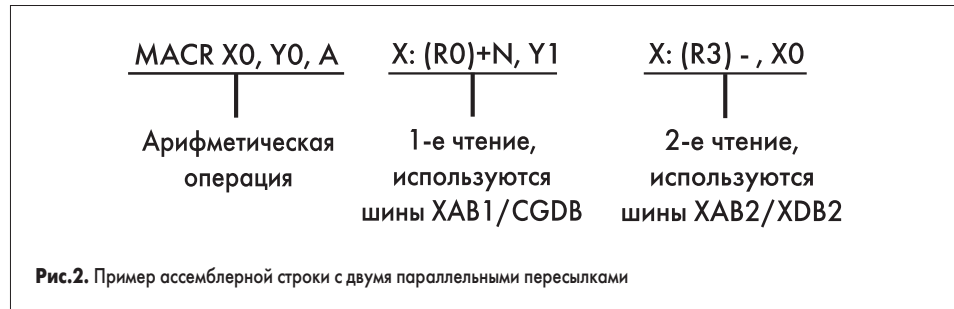 MACR X0, Y0, A X: (R0)+N, Y1 X: (R3) - , X0
Арифметическая 1-е чтение, 2-е чтение,
операция используются используются
шины XAB1/CGDB шины XAB2/XDB2
Рис.2. Пример ассемблерной строки с двумя параллельными пересылками